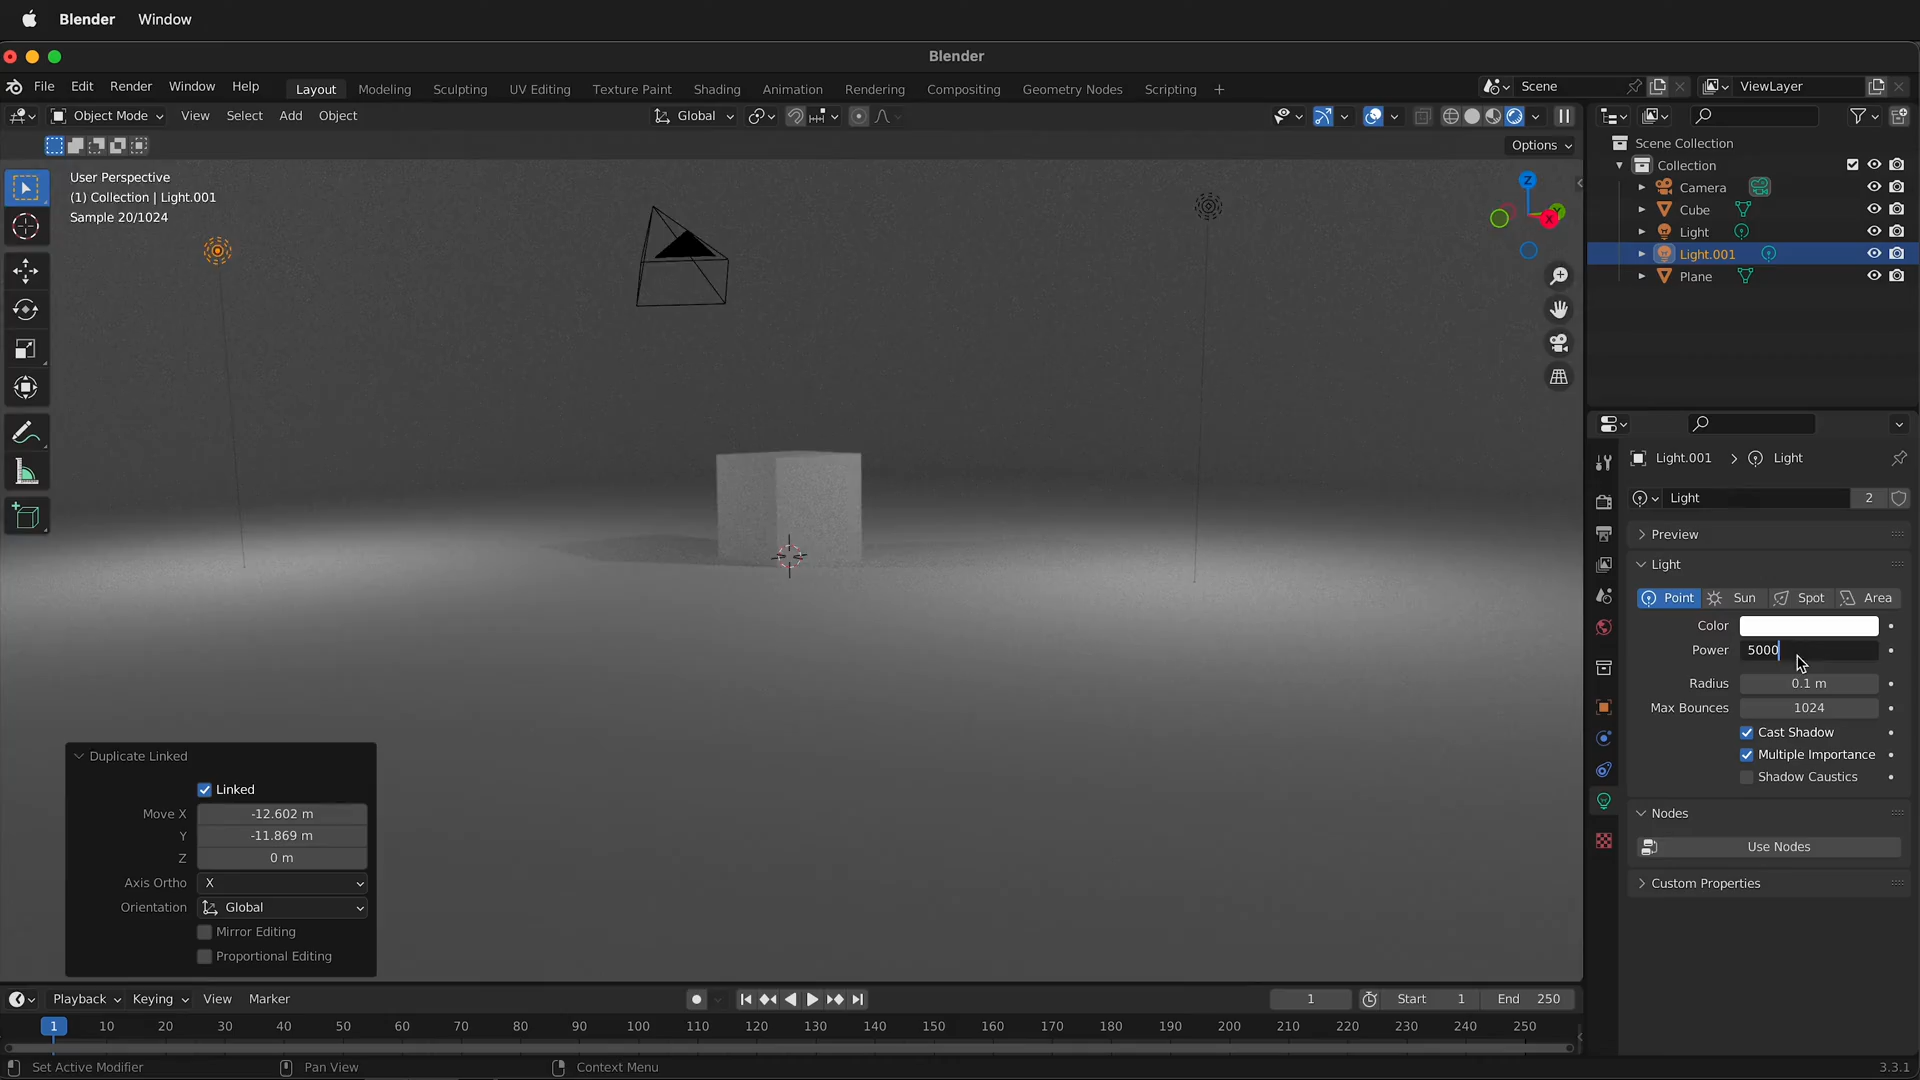 Blender Window
Blender
File Edit Render Window Help Layout Modeling Sculpting UV Editing Texture Paint Shading Animation Rendering Compositing Geometry Nodes Scripting + Scene ViewLayer
Object Mode View Select Add Object Global
Options
User Perspective
(1) Collection | Light.001
Sample 20/1024
Z
Y
X
Scene Collection
Collection
Camera
Cube
Light
Light.001
Plane
Light.001 > Light
Light 2
Preview
Light
Point Sun Spot Area
Color
Power 5000
Radius 0.1 m
Max Bounces 1024
Cast Shadow
Multiple Importance
Shadow Caustics
Nodes
Use Nodes
Custom Properties
Duplicate Linked
Linked
Move X -12.602 m
Y -11.869 m
Z 0 m
Axis Ortho X
Orientation Global
Mirror Editing
Proportional Editing
Playback Keying View Marker 1 Start 1 End 250
1 10 20 30 40 50 60 70 80 90 100 110 120 130 140 150 160 170 180 190 200 210 220 230 240 250
Set Active Modifier Pan View Context Menu 3.3.1